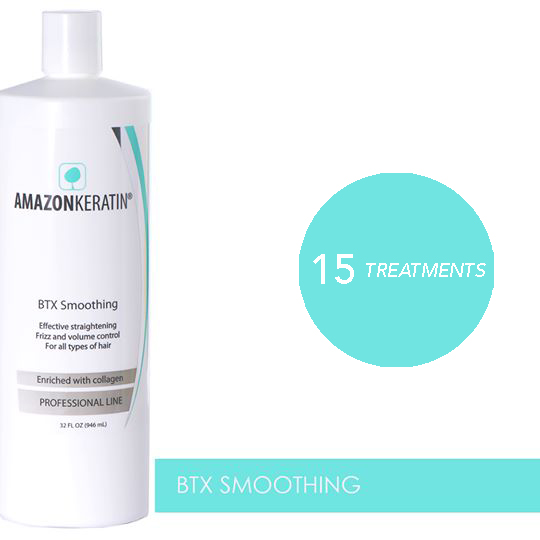 AMAZONKERATIN®
BTX Smoothing
Effective straightening
Frizz and volume control
For all types of hair
Enriched with collagen
PROFESSIONAL LINE
32 FL OZ (946 mL)
15 TREATMENTS
BTX SMOOTHING